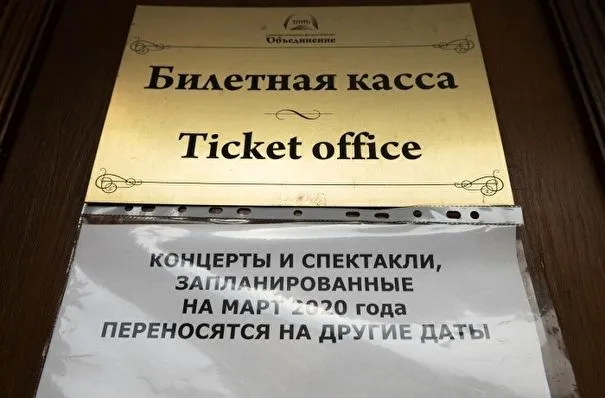 Объединение
Билетная касса
Ticket office
КОНЦЕРТЫ И СПЕКТАКЛИ,
ЗАПЛАНИРОВАННЫЕ
НА МАРТ 2020 года
ПЕРЕНОСЯТСЯ НА ДРУГИЕ ДАТЫ